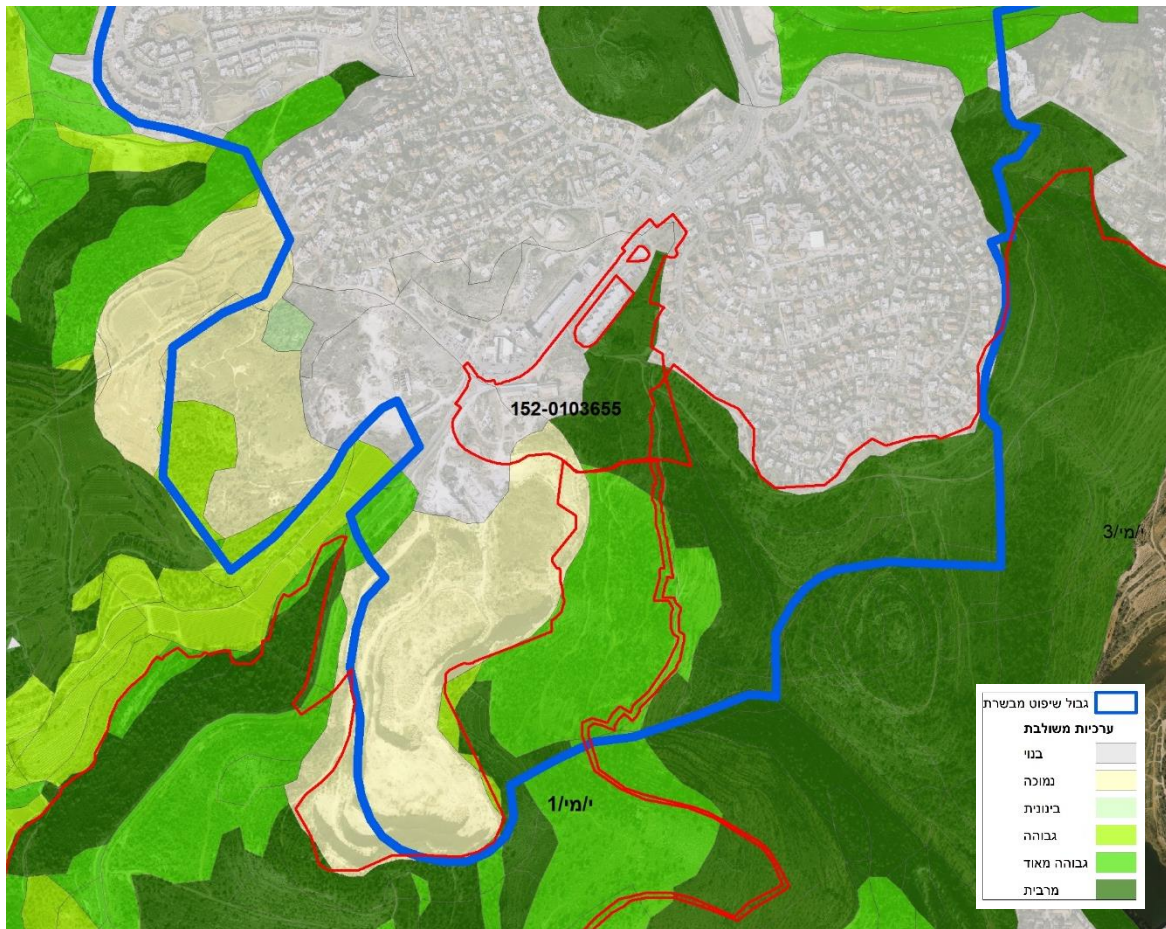 152-0103655
י/מי/3
י/מי/1
גבול שיפוט מבשרת
ערכיות משולבת
בנוי
נמוכה
בינונית
גבוהה
גבוהה מאוד
מרבית